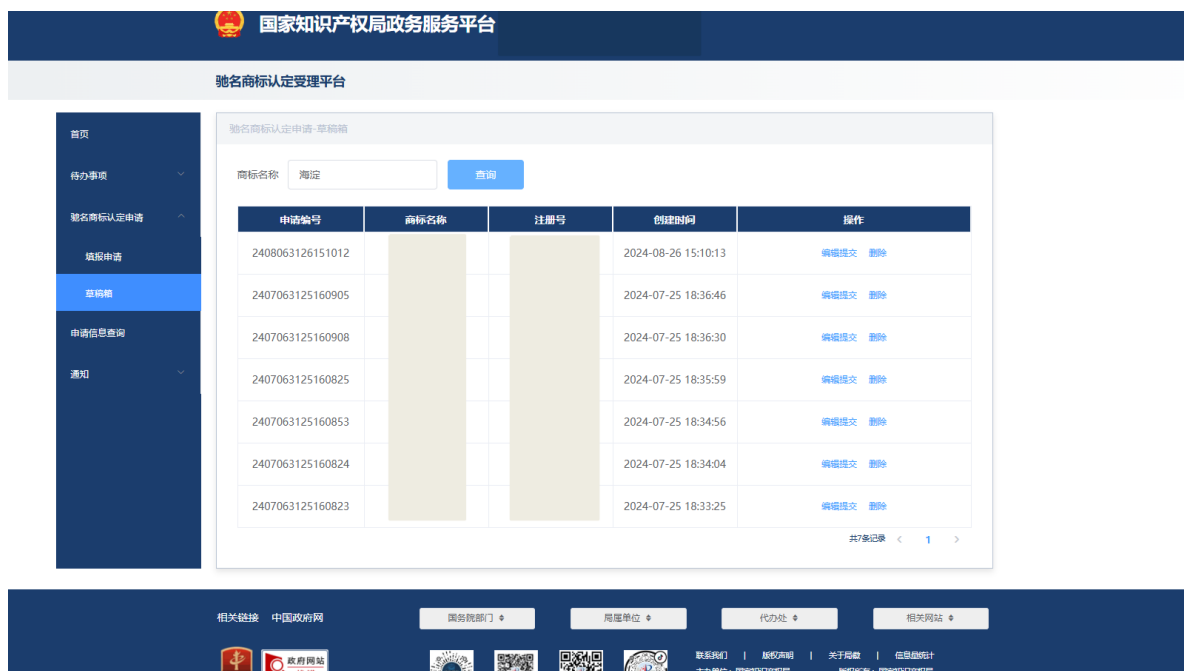 国家知识产权局政务服务平台
驰名商标认定受理平台
首页
待办事项
驰名商标认定申请
填报申请
草稿箱
申请信息查询
通知
驰名商标认定申请-草稿箱
商标名称 海淀 查询
申请编号 商标名称 注册号 创建时间 操作
2408063126151012 2024-08-26 15:10:13 编辑提交 删除
2407063125160905 2024-07-25 18:36:46 编辑提交 删除
2407063125160908 2024-07-25 18:36:30 编辑提交 删除
2407063125160825 2024-07-25 18:35:59 编辑提交 删除
2407063125160853 2024-07-25 18:34:56 编辑提交 删除
2407063125160824 2024-07-25 18:34:04 编辑提交 删除
2407063125160823 2024-07-25 18:33:25 编辑提交 删除
共7条记录 < 1 >
相关链接 中国政府网 国务院部门 局属单位 代办处 相关网站
政府网站
联系我们 | 版权声明 | 关于局徽 | 信息量统计